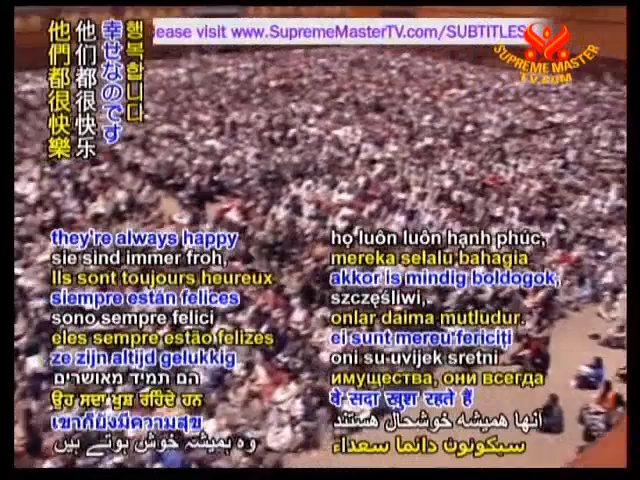 ease visit www.SupremeMasterTV.com/SUBTITLES
SUPREME MASTER
TV.COM
행복합니다
幸せなのです
他们都很快乐
他們都很快樂
they're always happy
sie sind immer froh,
Ils sont toujours heureux
siempre están felices
sono sempre felici
eles sempre estão felizes
ze zijn altijd gelukkig
הם תמיד מאושרים
ਉਹ ਸਦਾ ਖੁਸ਼ ਰਹਿੰਦੇ ਹਨ
เขาก็ยังมีความสุข
وہ ہمیشہ خوش ہوتے ہیں
họ luôn luôn hạnh phúc,
mereka selalu bahagia
akkor is mindig boldogok,
szczęśliwi,
onlar daima mutludur.
ei sunt mereu fericiţi
oni su uvijek sretni
имущества, они всегда
वे सदा खुश रहते हैं
آنها همیشه خوشحال هستند
سيكونون دائما سعداء